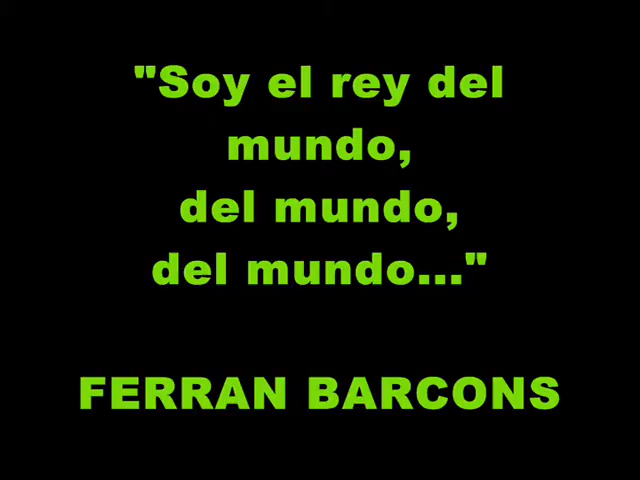 "Soy el rey del
mundo,
del mundo,
del mundo..."
FERRAN BARCONS